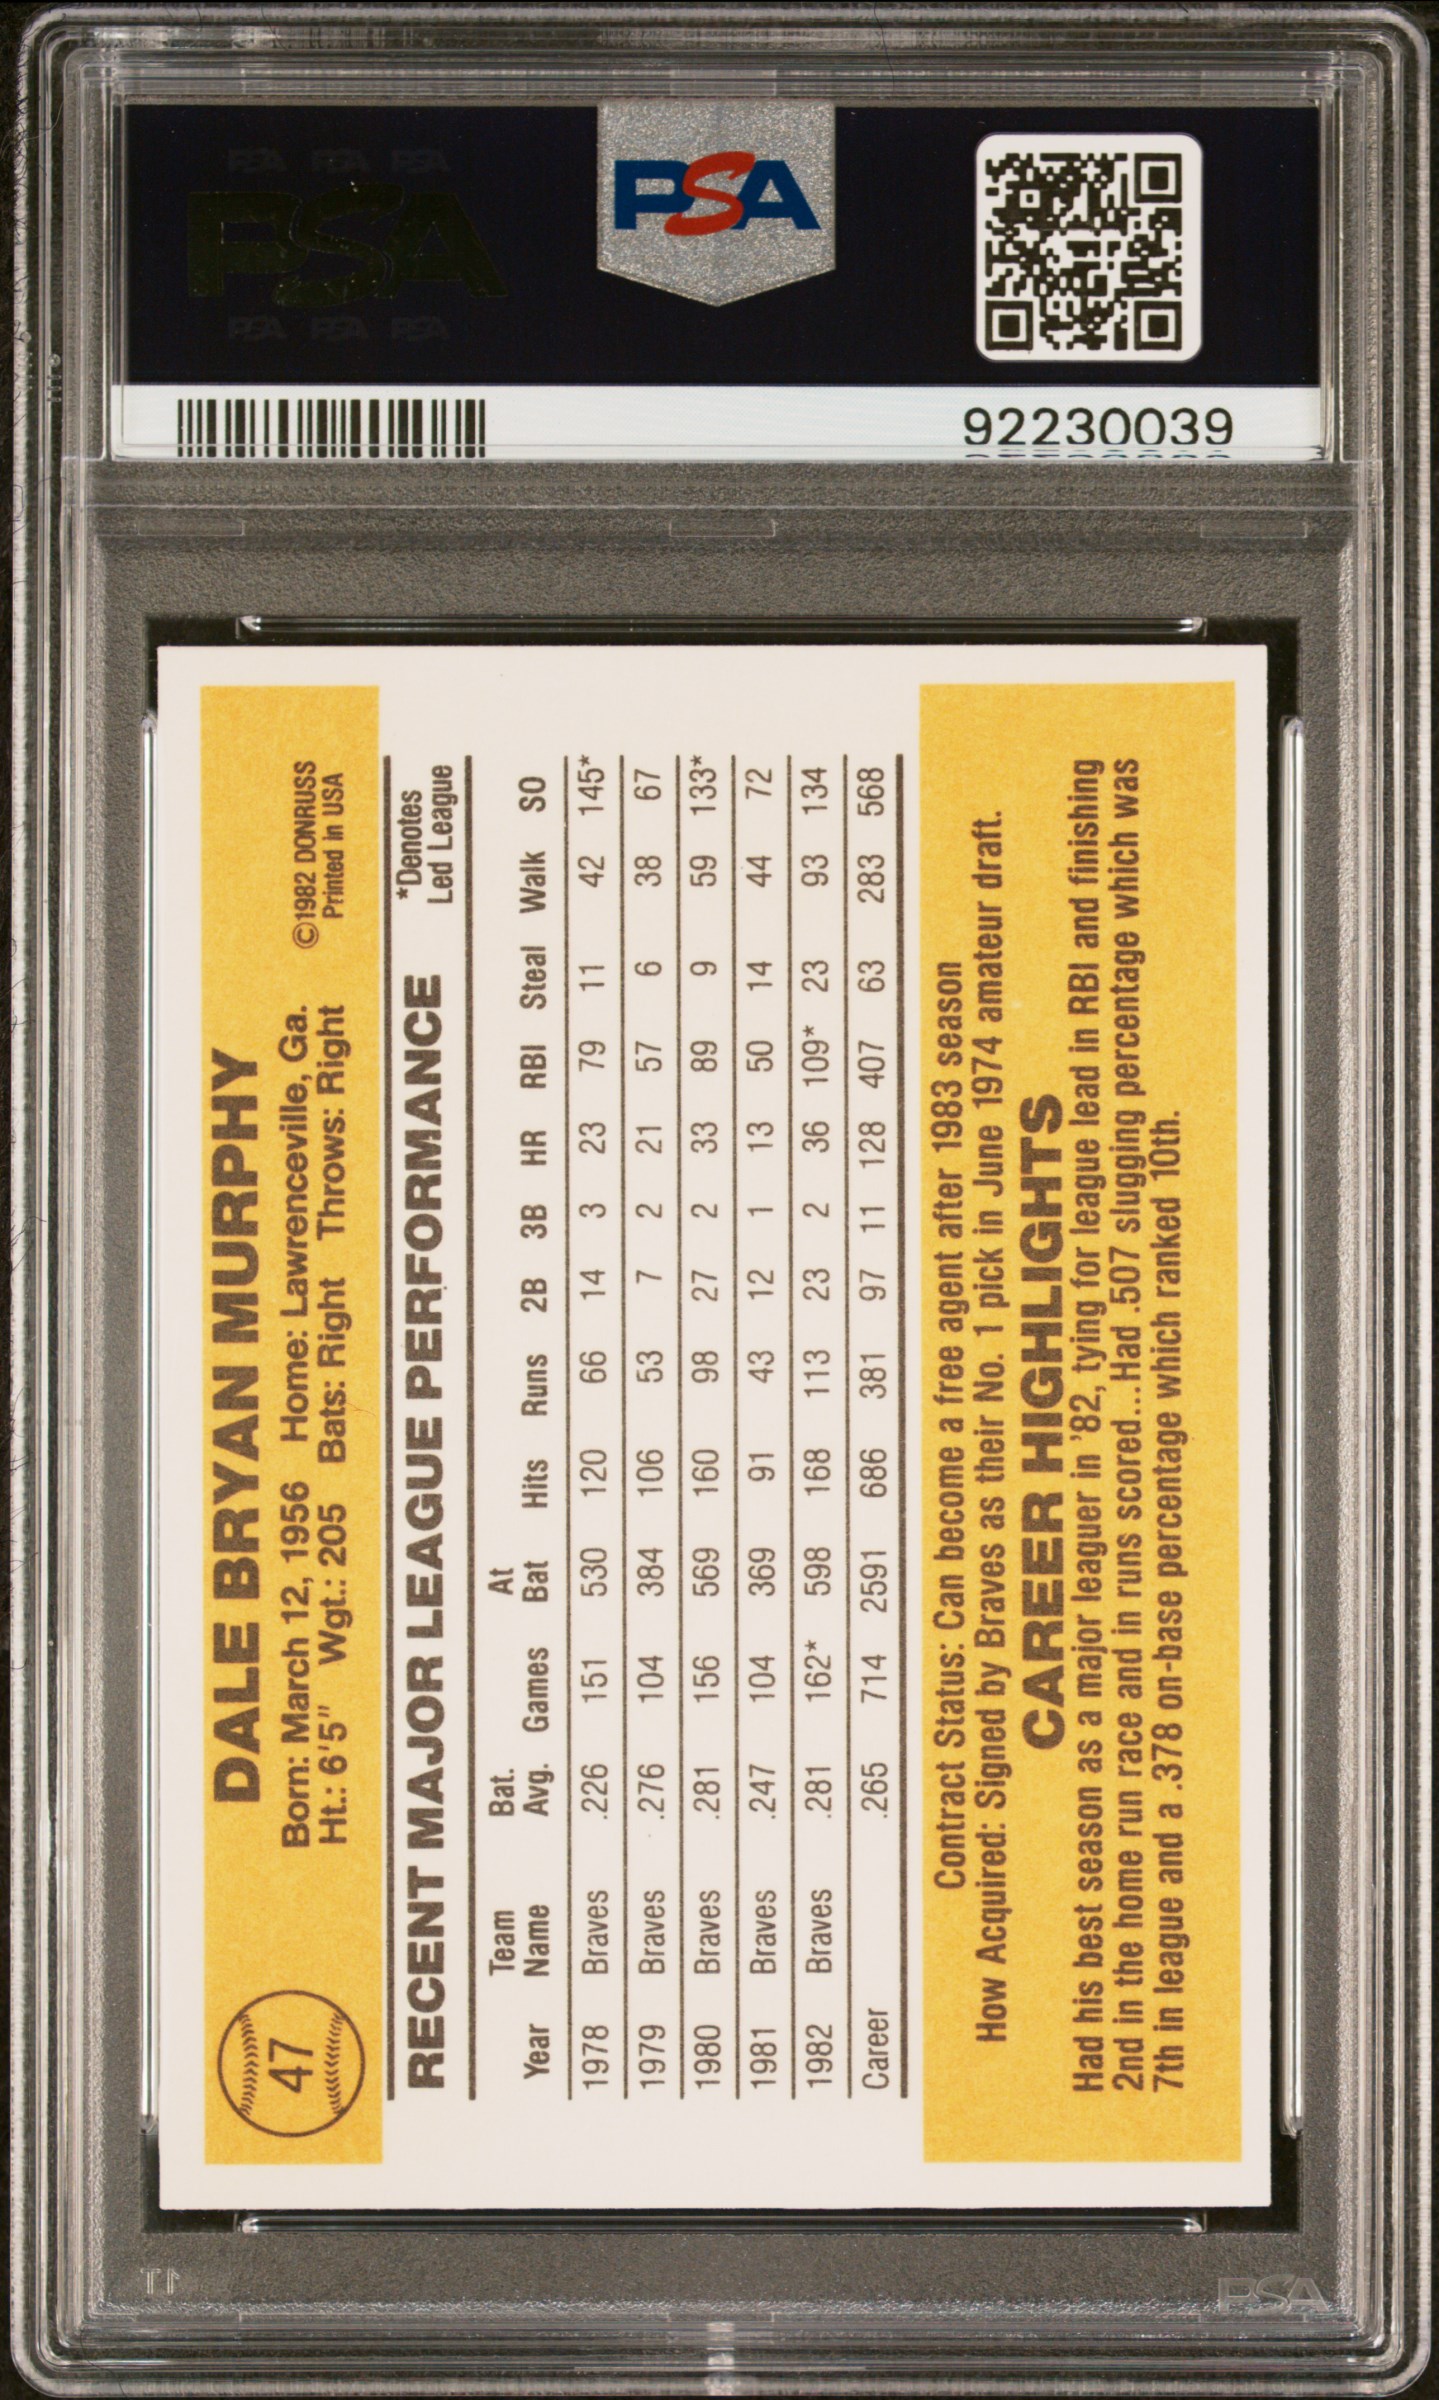 PSA PSA PSA
PSA
PSA PSA PSA
PSA
92230039
47
DALE BRYAN MURPHY
Born: March 12, 1956 Home: Lawrenceville, Ga. ©1982 DONRUSS
Ht.: 6'5" Wgt.: 205 Bats: Right Throws: Right Printed in USA
RECENT MAJOR LEAGUE PERFORMANCE *Denotes
Led League
Team Bat. At
Year Name Avg. Games Bat Hits Runs 2B 3B HR RBI Steal Walk SO
1978 Braves .226 151 530 120 66 14 3 23 79 11 42 145*
1979 Braves .276 104 384 106 53 7 2 21 57 6 38 67
1980 Braves .281 156 569 160 98 27 2 33 89 9 59 133*
1981 Braves .247 104 369 91 43 12 1 13 50 14 44 72
1982 Braves .281 162* 598 168 113 23 2 36 109* 23 93 134
Career .265 714 2591 686 381 97 11 128 407 63 283 568
Contract Status: Can become a free agent after 1983 season
How Acquired: Signed by Braves as their No. 1 pick in June 1974 amateur draft.
CAREER HIGHLIGHTS
Had his best season as a major leaguer in '82, tying for league lead in RBI and finishing
2nd in the home run race and in runs scored...Had .507 slugging percentage which was
7th in league and a .378 on-base percentage which ranked 10th.
PSA